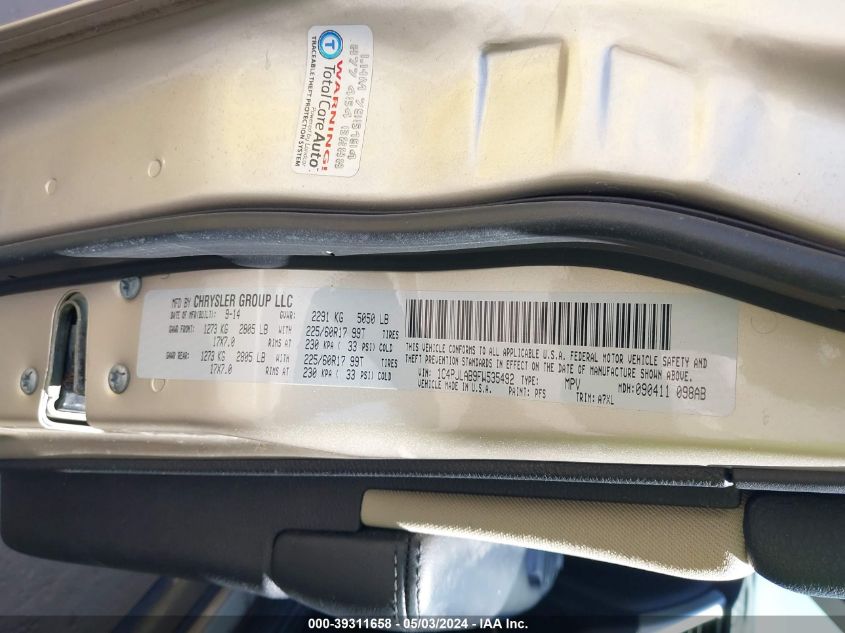 T
WARNING!
TotalCareAuto
Powered by Landcar
TRACEABLE THEFT PROTECTION SYSTEM
MFD BY CHRYSLER GROUP LLC
DATE OF MFR(BUILT): 9-14 GVWR: 2291 KG 5050 LB
GAWR FRONT: 1273 KG 2805 LB WITH 225/60R17 99T TIRES
17X7.0 RIMS AT 230 KPA ( 33 PSI) COLD
GAWR REAR: 1273 KG 2805 LB WITH 225/60R17 99T TIRES
17X7.0 RIMS AT 230 KPA ( 33 PSI) COLD
THIS VEHICLE CONFORMS TO ALL APPLICABLE U.S.A. FEDERAL MOTOR VEHICLE SAFETY AND
THEFT PREVENTION STANDARDS IN EFFECT ON THE DATE OF MANUFACTURE SHOWN ABOVE.
VIN: 1C4PJLAB9FW535492 TYPE: MPV MDH:090411 098AB
VEHICLE MADE IN U.S.A. PAINT: PFS TRIM: A7XL
000-39311658 - 05/03/2024 - IAA Inc.